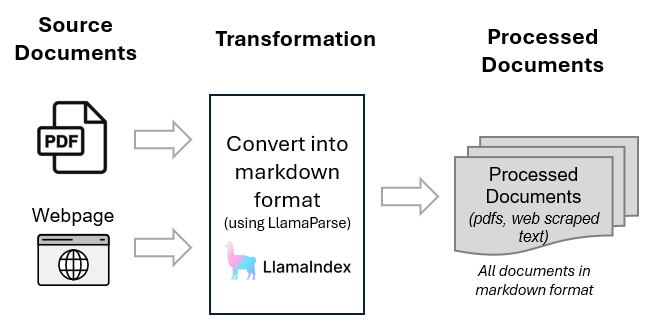 Source
Documents
Transformation
Processed
Documents
PDF
Webpage
Convert into
markdown
format
(using LlamaParse)
LlamaIndex
Processed
Documents
(pdfs, web scraped
text)
All documents in
markdown format